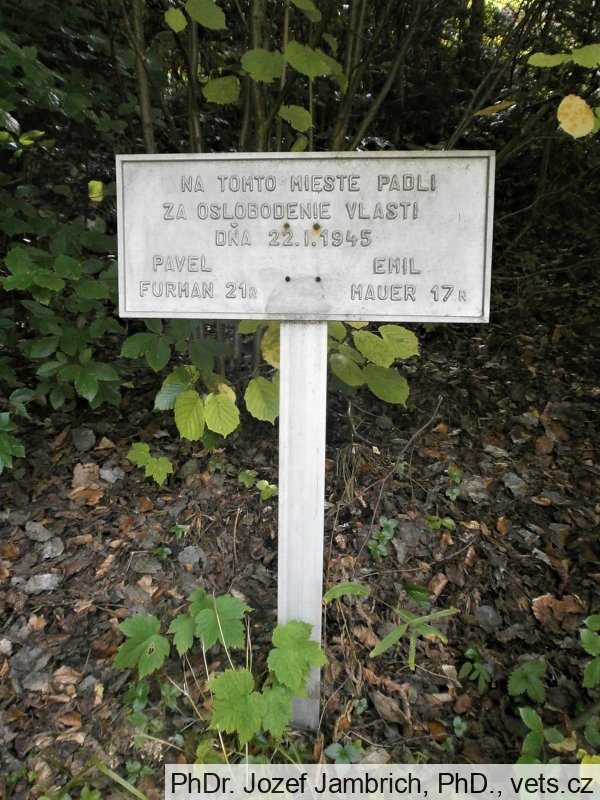 NA TOMTO MIESTE PADLI
ZA OSLOBODENIE VLASTI
DŇA 22.I.1945
PAVEL EMIL
FURMAN 21R MAUER 17R
PhDr. Jozef Jambrich, PhD., vets.cz